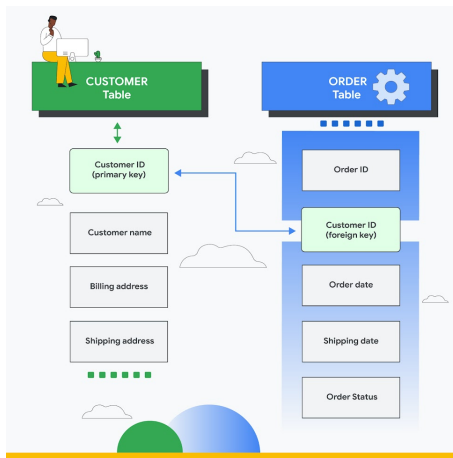 CUSTOMER
Table
Customer ID
(primary key)
Customer name
Billing address
Shipping address
ORDER
Table
Order ID
Customer ID
(foreign key)
Order date
Shipping date
Order Status